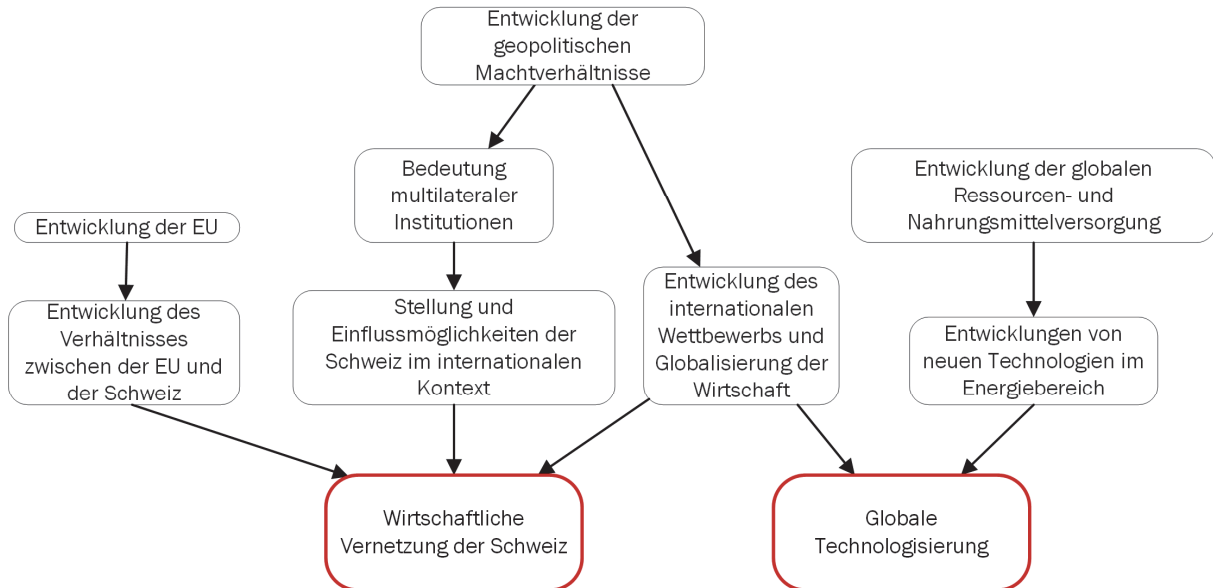 Entwicklung der
geopolitischen
Machtverhältnisse
Bedeutung
multilateraler
Institutionen
Entwicklung der globalen
Ressourcen- und
Nahrungsmittelversorgung
Entwicklung der EU
Entwicklung des
Verhältnisses
zwischen der EU und
der Schweiz
Stellung und
Einflussmöglichkeiten der
Schweiz im internationalen
Kontext
Entwicklung des
internationalen
Wettbewerbs und
Globalisierung der
Wirtschaft
Entwicklungen von
neuen Technologien im
Energiebereich
Wirtschaftliche
Vernetzung der Schweiz
Globale
Technologisierung